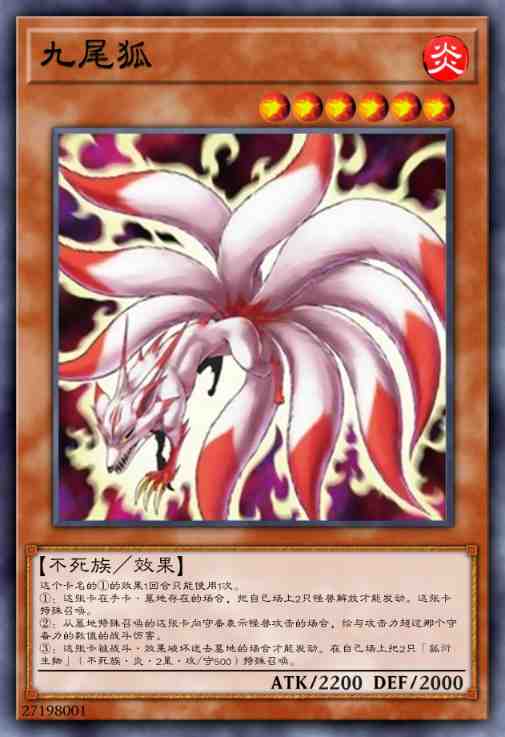 九尾狐
炎
【不死族／效果】
这个卡名的①的效果1回合只能使用1次。
①：这张卡在手卡·墓地存在的场合，把自己场上2只怪兽解放才能发动。这张卡
特殊召唤。
②：从墓地特殊召唤的这张卡向守备表示怪兽攻击的场合，给与攻击力超过那个守
备力的数值的战斗伤害。
③：这张卡被战斗·效果破坏送去墓地的场合才能发动。在自己场上把2只「狐衍
生物」（不死族·炎·2星·攻/守500）特殊召唤。
ATK/2200 DEF/2000
27198001